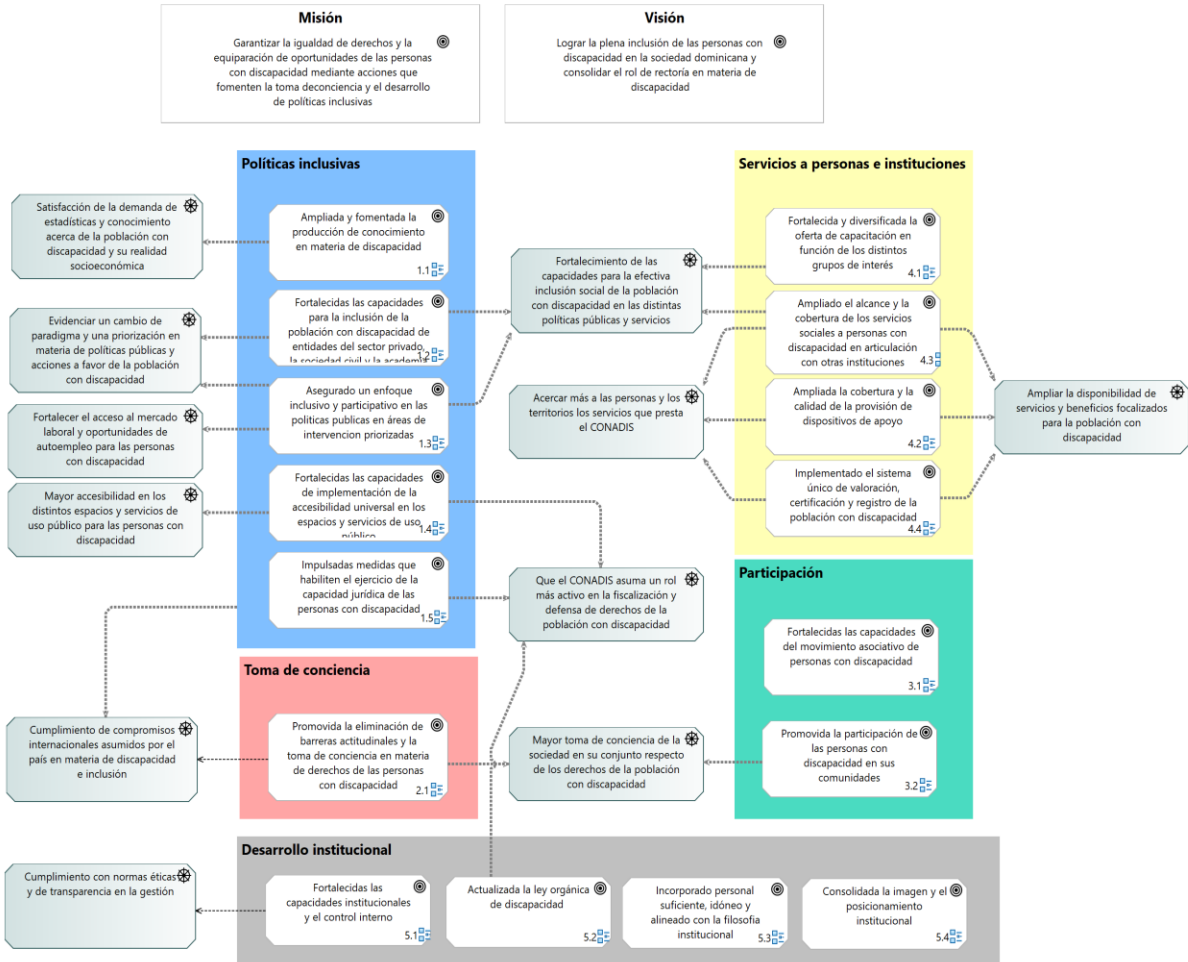 Misión
Garantizar la igualdad de derechos y la
equiparación de oportunidades de las personas
con discapacidad mediante acciones que
fomenten la toma deconciencia y el desarrollo
de políticas inclusivas
Visión
Lograr la plena inclusión de las personas con
discapacidad en la sociedad dominicana y
consolidar el rol de rectoría en materia de
discapacidad
Satisfacción de la demanda de
estadísticas y conocimiento
acerca de la población con
discapacidad y su realidad
socioeconómica
Evidenciar un cambio de
paradigma y una priorización en
materia de políticas públicas y
acciones a favor de la población
con discapacidad
Fortalecer el acceso al mercado
laboral y oportunidades de
autoempleo para las personas
con discapacidad
Mayor accesibilidad en los
distintos espacios y servicios de
uso público para las personas con
discapacidad
Cumplimiento de compromisos
internacionales asumidos por el
país en materia de discapacidad
e inclusión
Cumplimiento con normas éticas
y de transparencia en la gestión
Políticas inclusivas
Ampliada y fomentada la
producción de conocimiento
en materia de discapacidad
1.1
Fortalecidas las capacidades
para la inclusión de la
población con discapacidad de
entidades del sector privado,
la sociedad civil y la academia
1.2
Asegurado un enfoque
inclusivo y participativo en las
politicas publicas en áreas de
intervencion priorizadas
1.3
Fortalecidas las capacidades
de implementación de la
accesibilidad universal en los
espacios y servicios de uso
público
1.4
Impulsadas medidas que
habiliten el ejercicio de la
capacidad jurídica de las
personas con discapacidad
1.5
Toma de conciencia
Promovida la eliminación de
barreras actitudinales y la
toma de conciencia en materia
de derechos de las personas
con discapacidad
2.1
Fortalecimiento de las
capacidades para la efectiva
inclusión social de la población
con discapacidad en las distintas
políticas públicas y servicios
Acercar más a las personas y los
territorios los servicios que presta
el CONADIS
Que el CONADIS asuma un rol
más activo en la fiscalización y
defensa de derechos de la
población con discapacidad
Mayor toma de conciencia de la
sociedad en su conjunto respecto
de los derechos de la población
con discapacidad
Servicios a personas e instituciones
Fortalecida y diversificada la
oferta de capacitación en
función de los distintos
grupos de interés
4.1
Ampliado el alcance y la
cobertura de los servicios
sociales a personas con
discapacidad en articulación
con otras instituciones
4.3
Ampliada la cobertura y la
calidad de la provisión de
dispositivos de apoyo
4.2
Implementado el sistema
único de valoración,
certificación y registro de la
población con discapacidad
4.4
Ampliar la disponibilidad de
servicios y beneficios focalizados
para la población con
discapacidad
Participación
Fortalecidas las capacidades
del movimiento asociativo de
personas con discapacidad
3.1
Promovida la participación de
las personas con
discapacidad en sus
comunidades
3.2
Desarrollo institucional
Fortalecidas las
capacidades institucionales
y el control interno
5.1
Actualizada la ley orgánica
de discapacidad
5.2
Incorporado personal
suficiente, idóneo y
alineado con la filosofia
institucional
5.3
Consolidada la imagen y el
posicionamiento
institucional
5.4